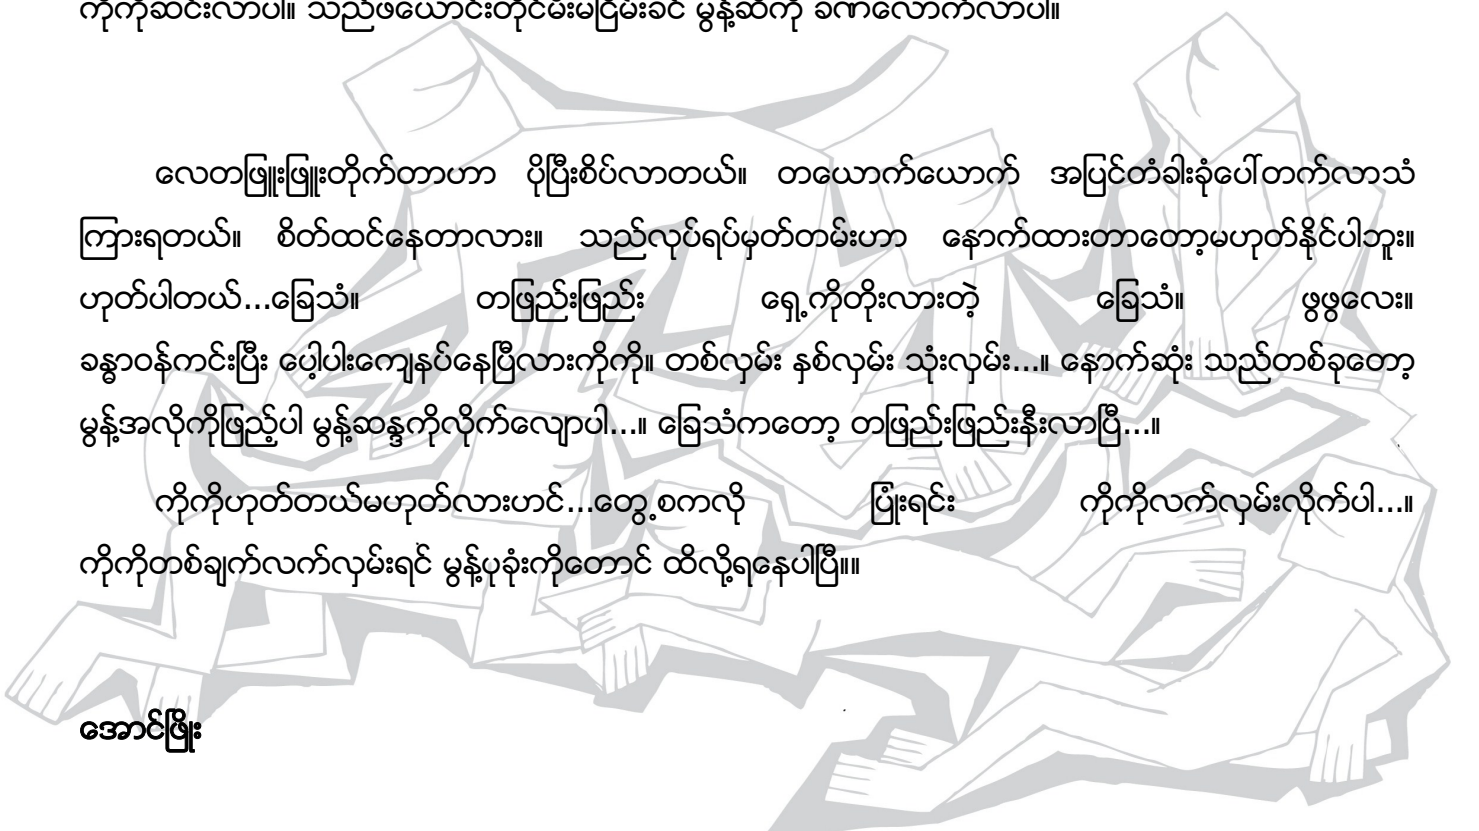 ကိုကိုဆင်းလာပါ။ သည်ဖယောင်းတိုင်မီးမငြိမ်းခင် မွန့်ဆီကို ခဏလောက်လာပါ။
လေတဖြူးဖြူးတိုက်တာဟာ ပိုပြီးစိပ်လာတယ်။ တယောက်ယောက် အပြင်တံခါးခုံပေါ်တက်လာသံ
ကြားရတယ်။ စိတ်ထင်နေတာလား။ သည်လုပ်ရပ်မှတ်တမ်းဟာ နောက်ထားတာတော့မဟုတ်နိုင်ပါဘူး။
ဟုတ်ပါတယ်...ခြေသံ။ တဖြည်းဖြည်း ရှေ့ကိုတိုးလားတဲ့ ခြေသံ။ ဖွဖွလေး။
ခန္ဓာဝန်ကင်းပြီး ပေါ့ပါးကျေနပ်နေပြီလားကိုကို။ တစ်လှမ်း နှစ်လှမ်း သုံးလှမ်း...။ နောက်ဆုံး သည်တစ်ခုတော့
မွန့်အလိုကိုဖြည့်ပါ မွန့်ဆန္ဒကိုလိုက်လျောပါ...။ ခြေသံကတော့ တဖြည်းဖြည်းနီးလာပြီ...။
ကိုကိုဟုတ်တယ်မဟုတ်လားဟင်...တွေ့စကလို ပြုံးရင်း ကိုကိုလက်လှမ်းလိုက်ပါ...။
ကိုကိုတစ်ချက်လက်လှမ်းရင် မွန့်ပုခုံးကိုတောင် ထိလို့ရနေပါပြီ။။
အောင်ဖြိုး